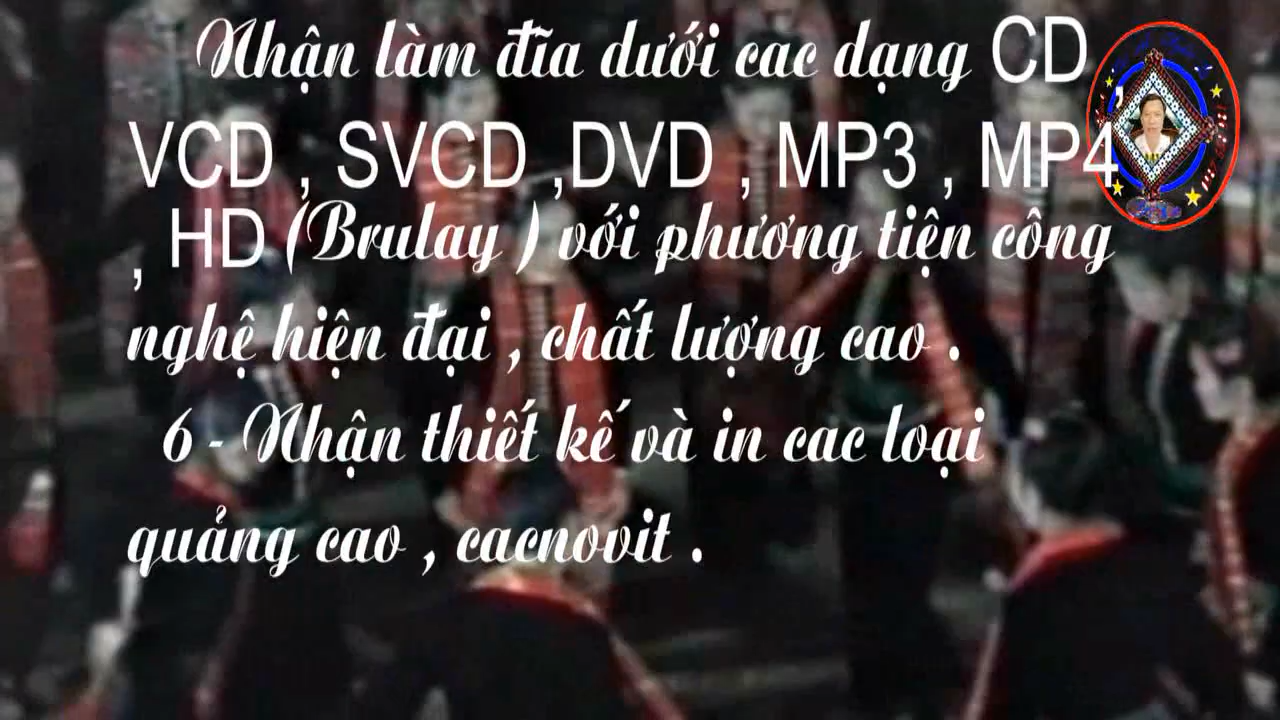 Nhận làm đĩa dưới cac dạng CD ,
VCD , SVCD ,DVD , MP3 , MP4
, HD (Brulay ) với phương tiện công
nghệ hiện đại , chất lượng cao .
6 - Nhận thiết kế và in cac loại
quảng cao , cacnovit .